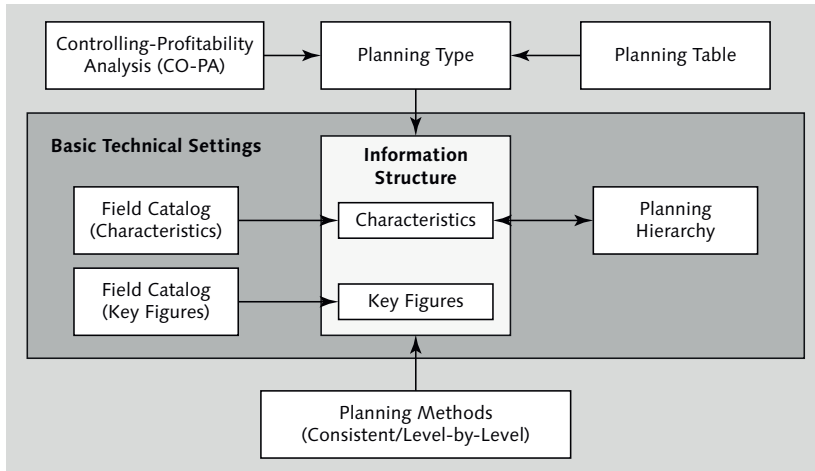 Controlling-Profitability
Analysis (CO-PA)
Planning Type
Planning Table
Basic Technical Settings
Information
Structure
Field Catalog
(Characteristics)
Characteristics
Planning
Hierarchy
Field Catalog
(Key Figures)
Key Figures
Planning Methods
(Consistent/Level-by-Level)